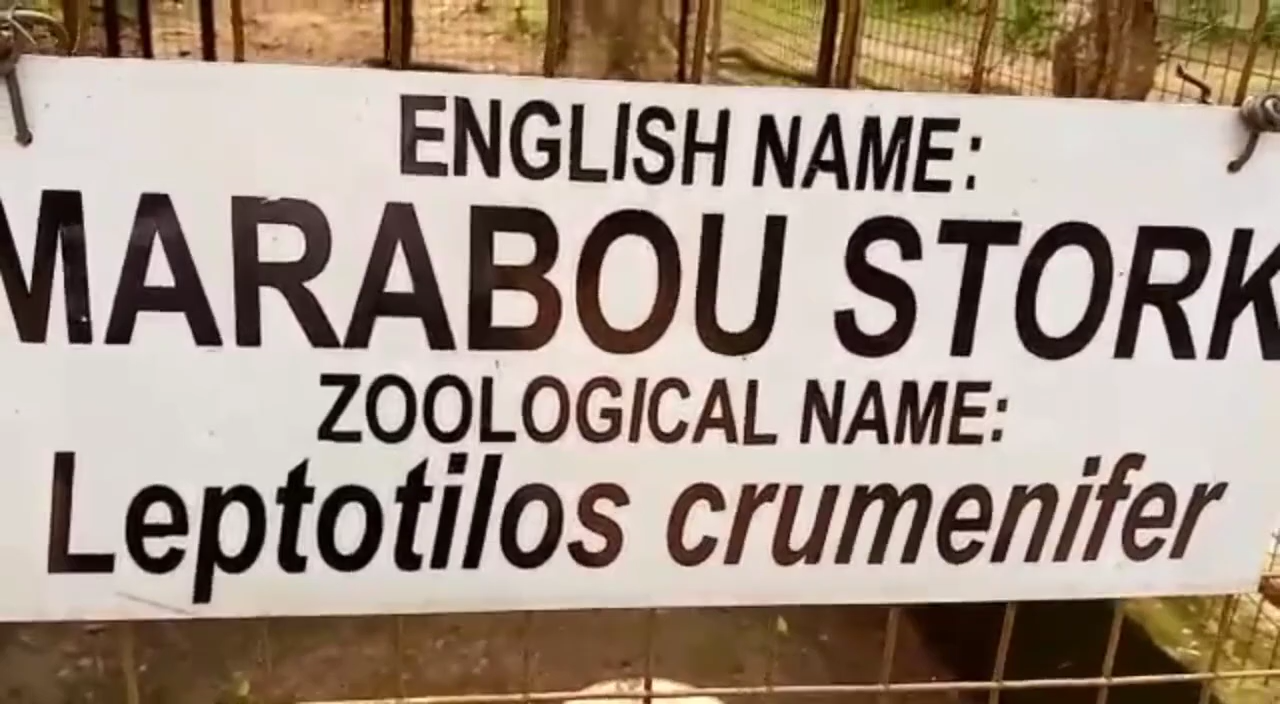 ENGLISH NAME:
MARABOU STORK
ZOOLOGICAL NAME:
Leptotilos crumenifer